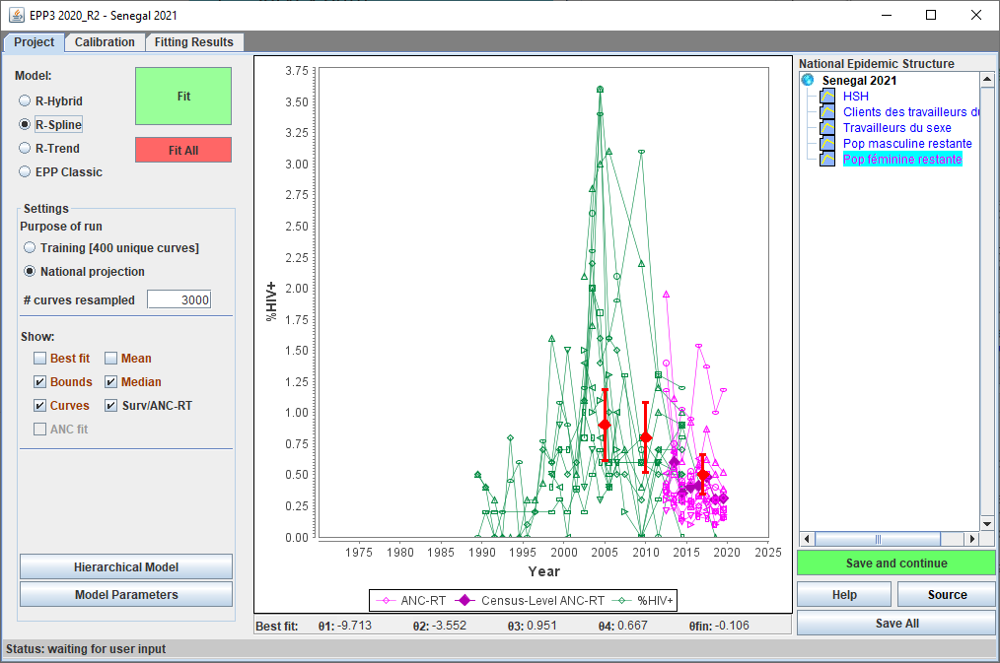 EPP3 2020_R2 - Senegal 2021
Project Calibration Fitting Results
Model:
R-Hybrid
R-Spline
R-Trend
EPP Classic
Fit
Fit All
Settings
Purpose of run
Training [400 unique curves]
National projection
# curves resampled 3000
Show:
Best fit Mean
Bounds Median
Curves Surv/ANC-RT
ANC fit
Hierarchical Model
Model Parameters
%HIV+
3.75
3.50
3.25
3.00
2.75
2.50
2.25
2.00
1.75
1.50
1.25
1.00
0.75
0.50
0.25
0.00
1975 1980 1985 1990 1995 2000 2005 2010 2015 2020 2025
Year
ANC-RT Census-Level ANC-RT %HIV+
Best fit: θ1: -9.713 θ2: -3.552 θ3: 0.951 θ4: 0.667 θfin: -0.106
National Epidemic Structure
Senegal 2021
HSH
Clients des travailleurs du
Travailleurs du sexe
Pop masculine restante
Pop féminine restante
Save and continue
Help Source
Save All
Status: waiting for user input